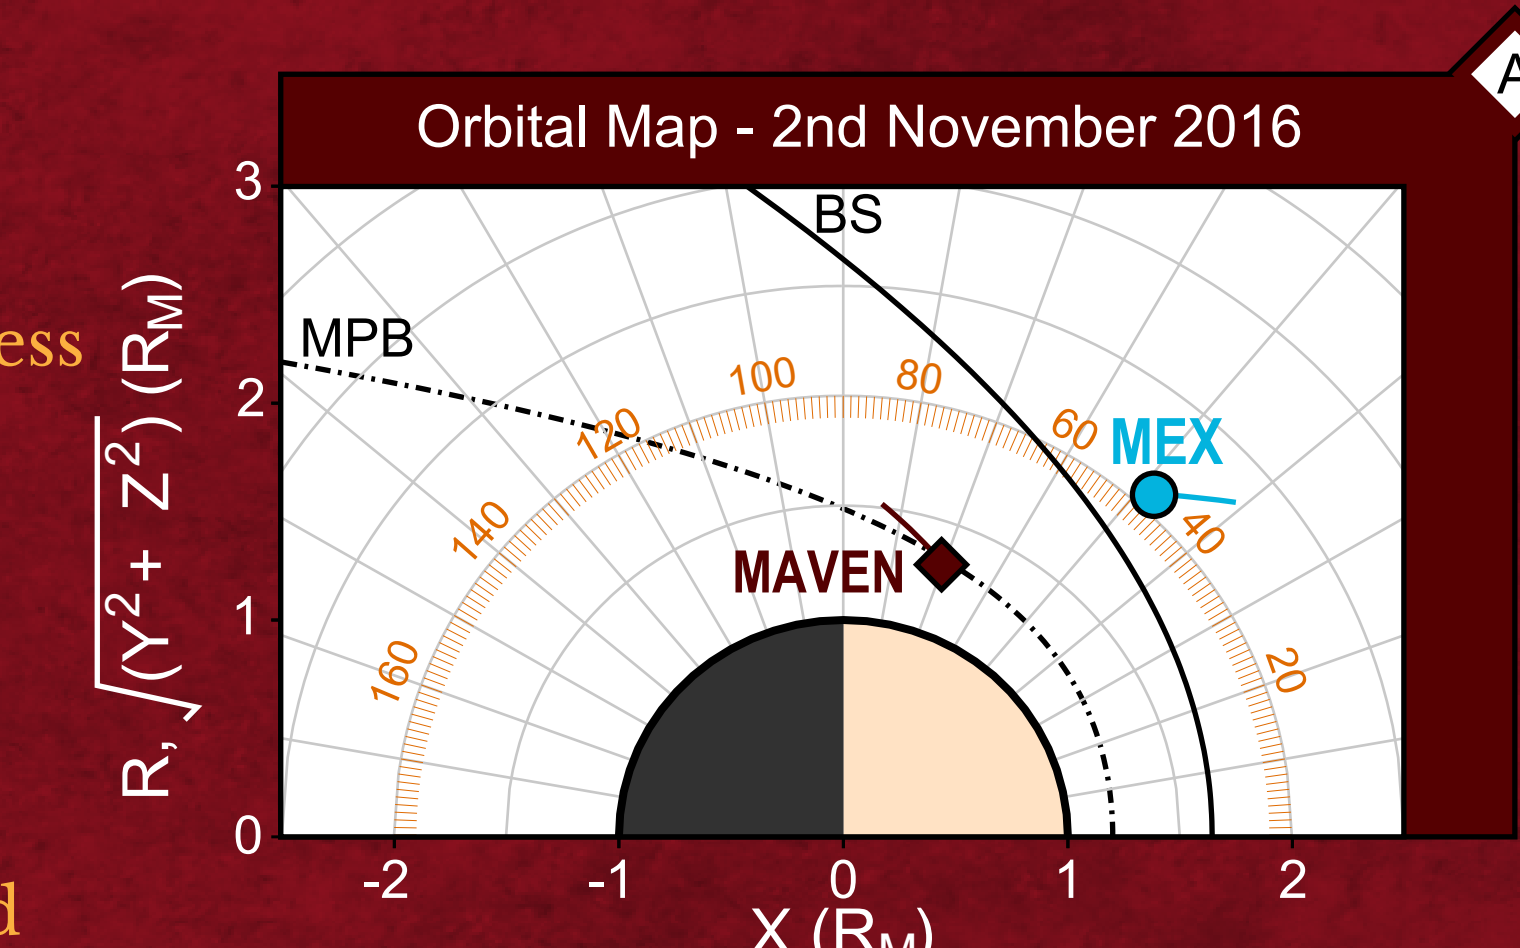 A
Orbital Map - 2nd November 2016
3
BS
ess
MPB
R, √(Y² + Z²) (R_M)
2
100
80
120
60
MEX
140
40
MAVEN
1
160
20
0
-2
-1
0
1
2
d
X (R_M)